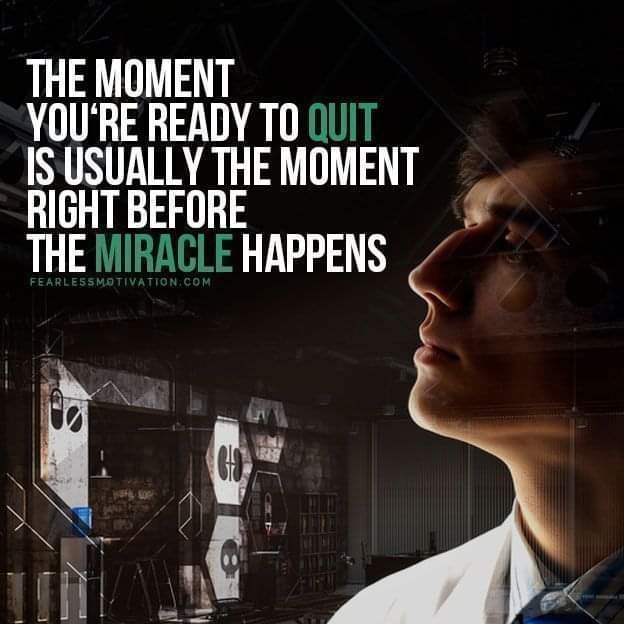 THE MOMENT
YOU‘RE READY TO QUIT
IS USUALLY THE MOMENT
RIGHT BEFORE
THE MIRACLE HAPPENS
FEARLESSMOTIVATION.COM